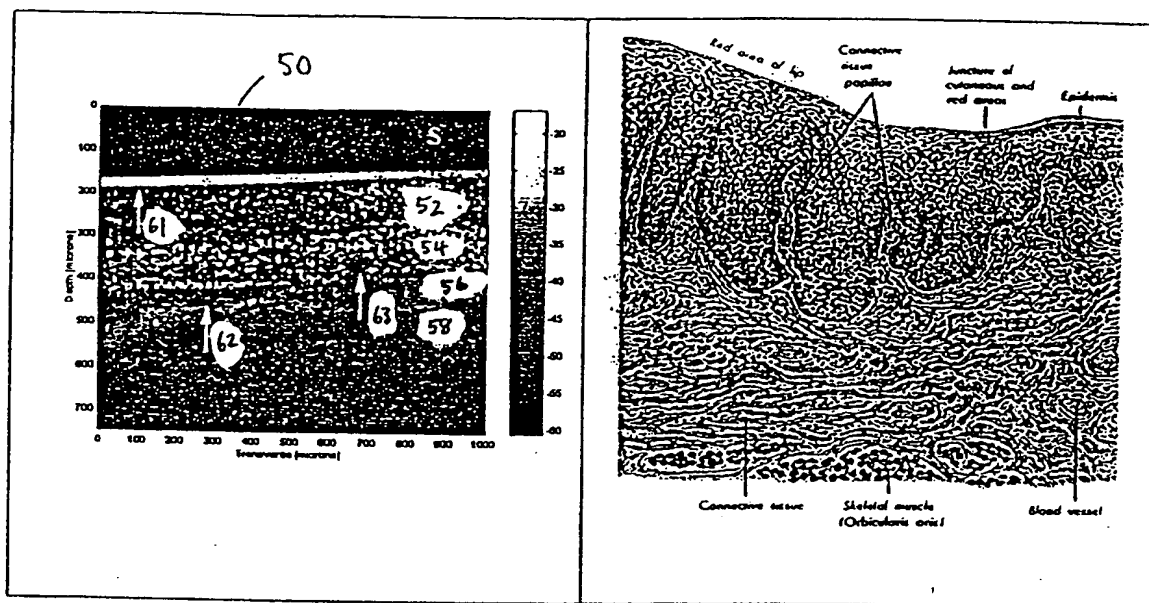 50
0
100
200
300
400
500
600
700
Depth [microns]
0 100 200 300 400 500 600 700 800 900 1000
Transverse [microns]
-20
-25
-30
-35
-40
-45
-50
-55
-60
S
52
61
54
56
63
58
62
Red area of lip
Connective
tissue
papillae
Juncture of
cutaneous and
red areas
Epidermis
Connective tissue
Skeletal muscle
(Orbicularis oris)
Blood vessel